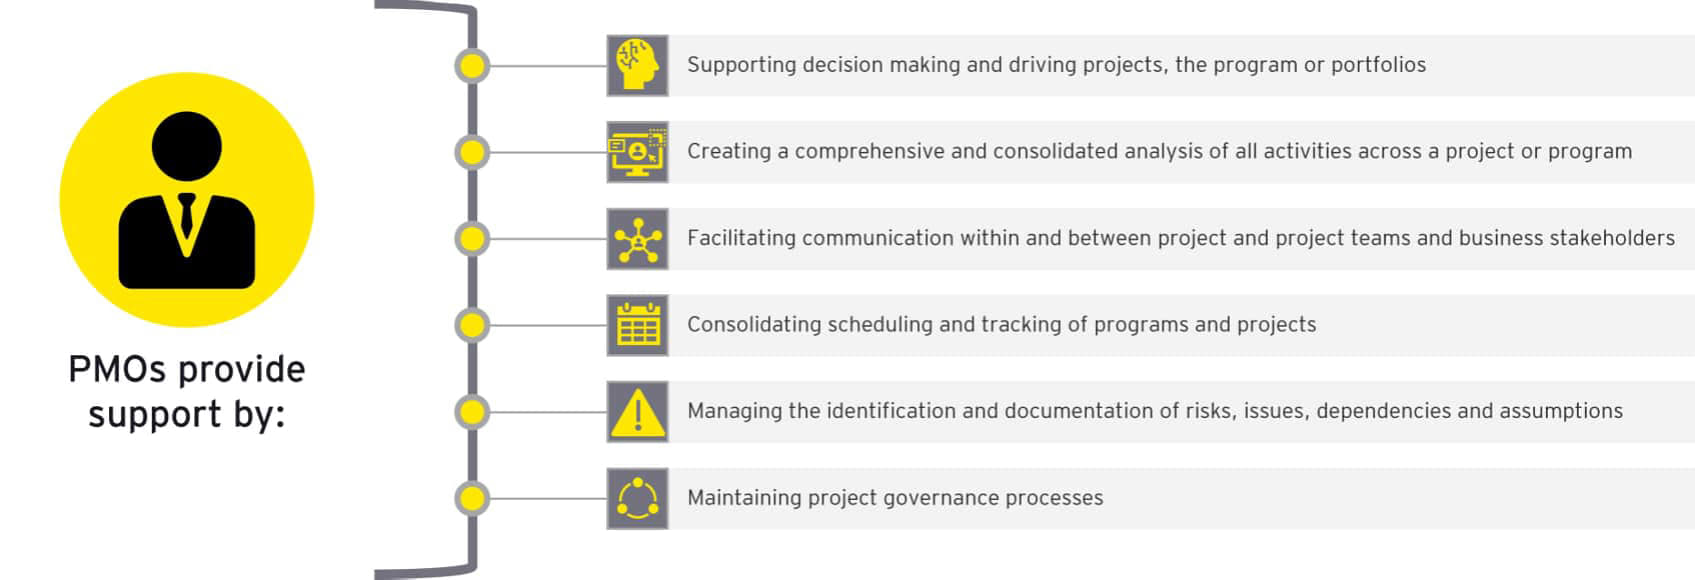 PMOs provide
support by:
Supporting decision making and driving projects, the program or portfolios
Creating a comprehensive and consolidated analysis of all activities across a project or program
Facilitating communication within and between project and project teams and business stakeholders
Consolidating scheduling and tracking of programs and projects
Managing the identification and documentation of risks, issues, dependencies and assumptions
Maintaining project governance processes